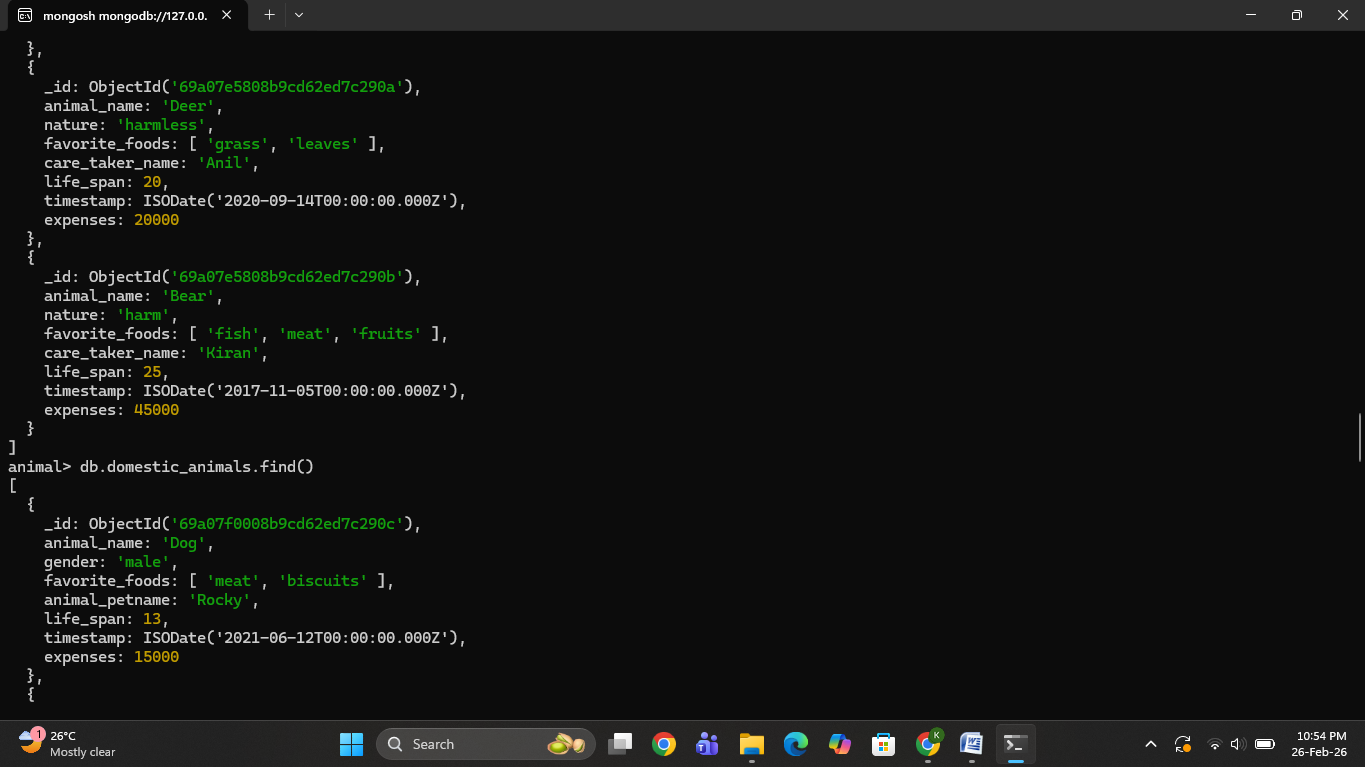 mongosh mongodb://127.0.0.
},
{
_id: ObjectId('69a07e5808b9cd62ed7c290a'),
animal_name: 'Deer',
nature: 'harmless',
favorite_foods: [ 'grass', 'leaves' ],
care_taker_name: 'Anil',
life_span: 20,
timestamp: ISODate('2020-09-14T00:00:00.000Z'),
expenses: 20000
},
{
_id: ObjectId('69a07e5808b9cd62ed7c290b'),
animal_name: 'Bear',
nature: 'harm',
favorite_foods: [ 'fish', 'meat', 'fruits' ],
care_taker_name: 'Kiran',
life_span: 25,
timestamp: ISODate('2017-11-05T00:00:00.000Z'),
expenses: 45000
}
]
animal> db.domestic_animals.find()
[
{
_id: ObjectId('69a07f0008b9cd62ed7c290c'),
animal_name: 'Dog',
gender: 'male',
favorite_foods: [ 'meat', 'biscuits' ],
animal_petname: 'Rocky',
life_span: 13,
timestamp: ISODate('2021-06-12T00:00:00.000Z'),
expenses: 15000
},
{
1
26°C
Mostly clear
Search
K
10:54 PM
26-Feb-26